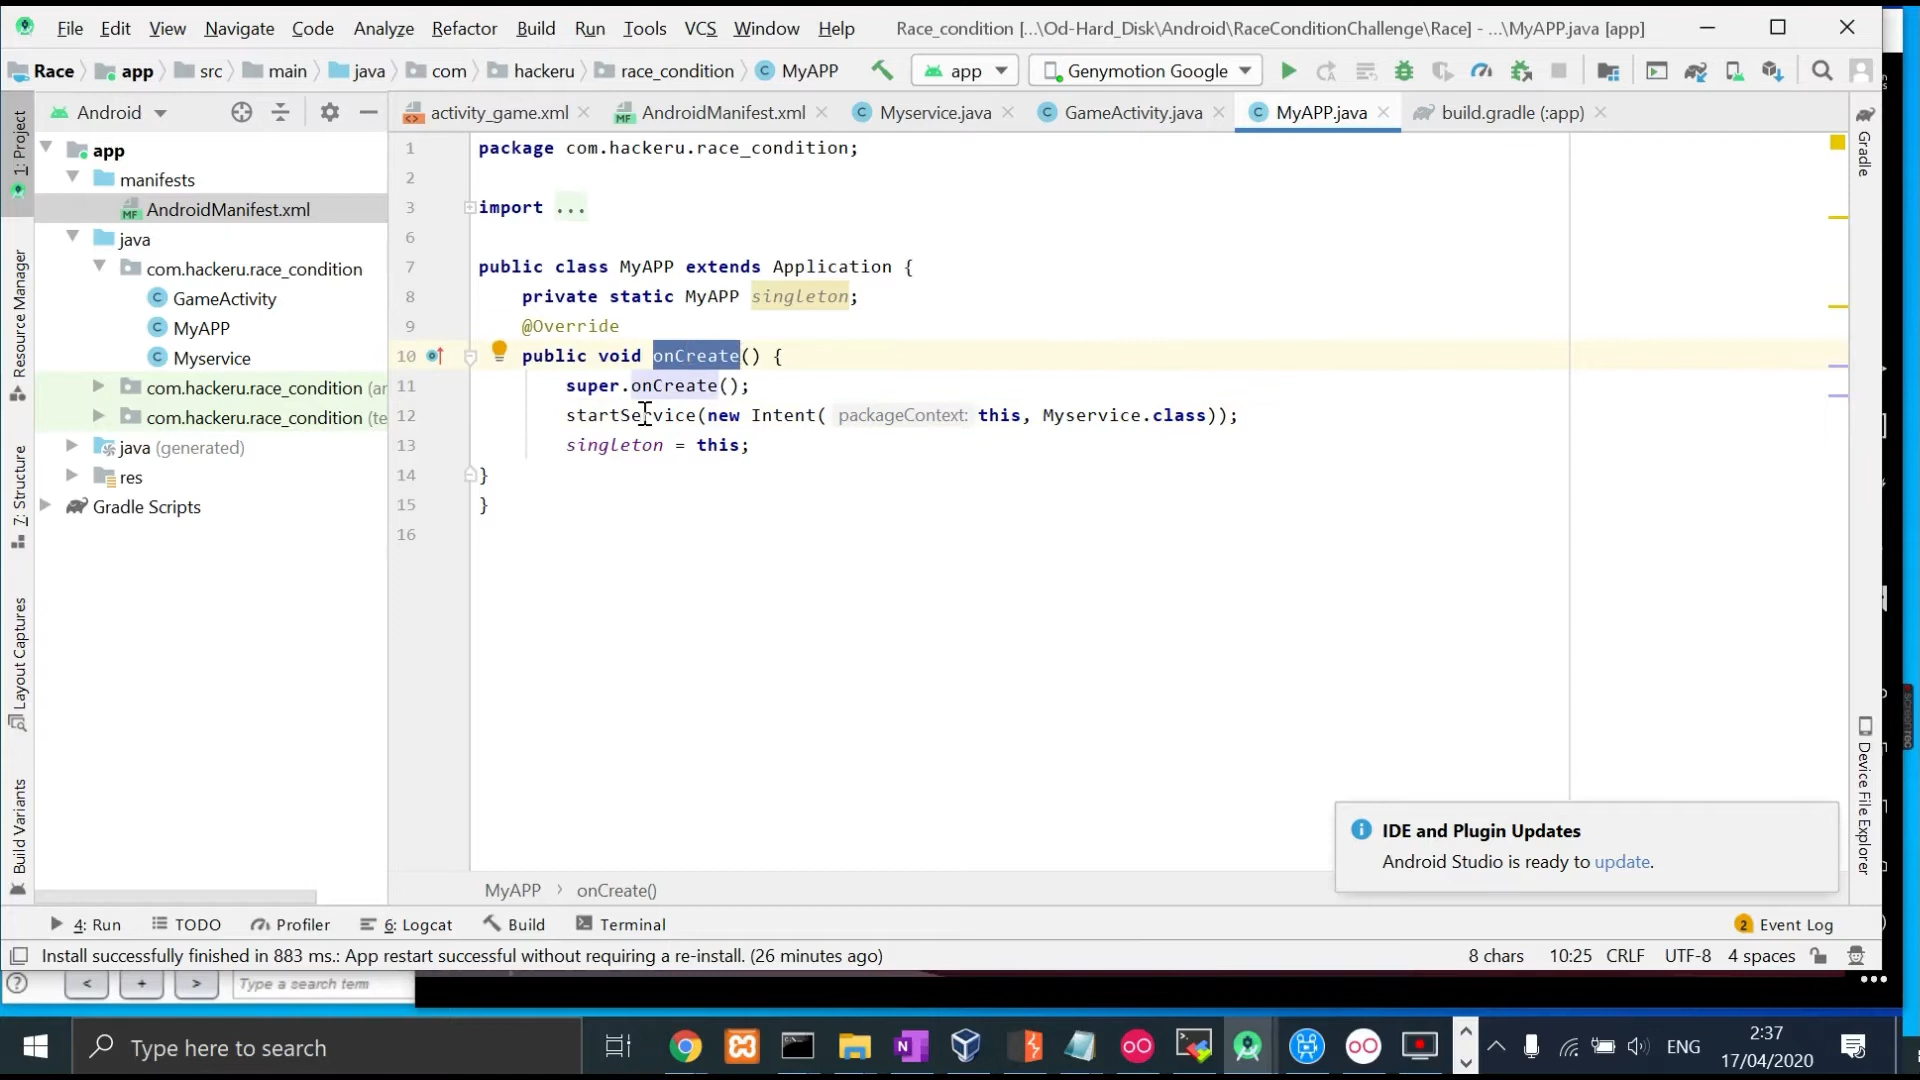 File Edit View Navigate Code Analyze Refactor Build Run Tools VCS Window Help Race_condition [...\Od-Hard_Disk\Android\RaceConditionChallenge\Race] - ...\MyAPP.java [app]
Race app src main java com hackeru race_condition MyAPP app Genymotion Google
Android
activity_game.xml AndroidManifest.xml Myservice.java GameActivity.java MyAPP.java build.gradle (:app)
1: Project
Resource Manager
7: Structure
Layout Captures
Build Variants
app
manifests
AndroidManifest.xml
java
com.hackeru.race_condition
GameActivity
MyAPP
Myservice
com.hackeru.race_condition (ar
com.hackeru.race_condition (te
java (generated)
res
Gradle Scripts
1 package com.hackeru.race_condition;
2
3 import ...
6
7 public class MyAPP extends Application {
8 private static MyAPP singleton;
9 @Override
10 public void onCreate() {
11 super.onCreate();
12 startService(new Intent( packageContext: this, Myservice.class));
13 singleton = this;
14 }
15 }
16
Gradle
Device File Explorer
IDE and Plugin Updates
Android Studio is ready to update.
MyAPP › onCreate()
4: Run TODO Profiler 6: Logcat Build Terminal 2 Event Log
Install successfully finished in 883 ms.: App restart successful without requiring a re-install. (26 minutes ago) 8 chars 10:25 CRLF UTF-8 4 spaces
? < + > Type a search term
Type here to search
ENG
2:37
17/04/2020